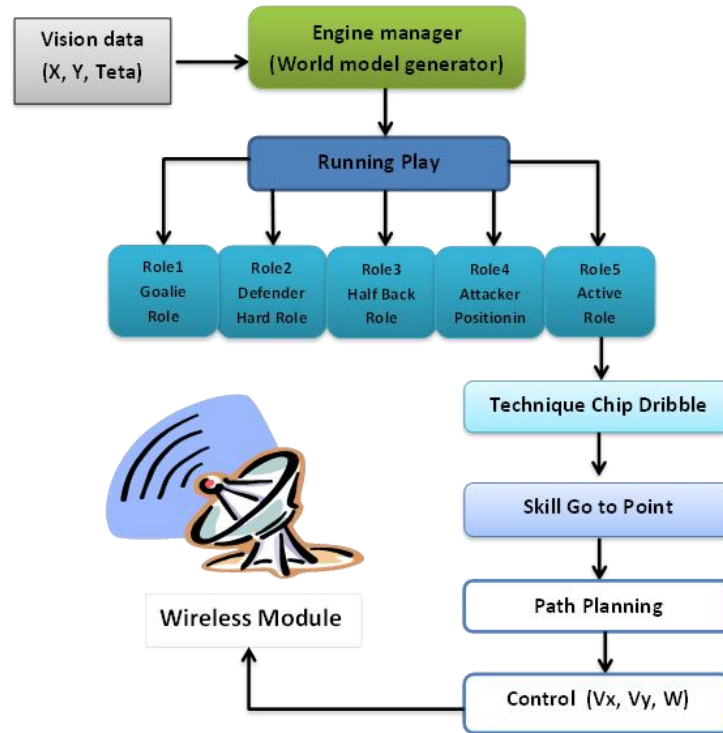 Vision data
(X, Y, Teta)
Engine manager
(World model generator)
Running Play
Role1
Goalie
Role
Role2
Defender
Hard Role
Role3
Half Back
Role
Role4
Attacker
Positionin
Role5
Active
Role
Technique Chip Dribble
Skill Go to Point
Path Planning
Wireless Module
Control (Vx, Vy, W)